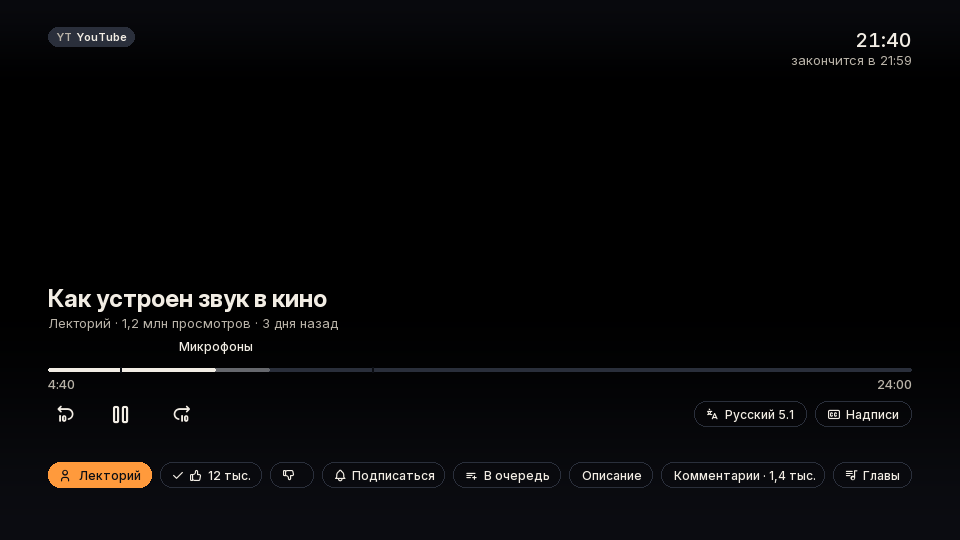 YT YouTube
21:40
закончится в 21:59
Как устроен звук в кино
Лекторий · 1,2 млн просмотров · 3 дня назад
Микрофоны
4:40
24:00
10
10
Русский 5.1
Надписи
Лекторий
12 тыс.
Подписаться
В очередь
Описание
Комментарии · 1,4 тыс.
Главы